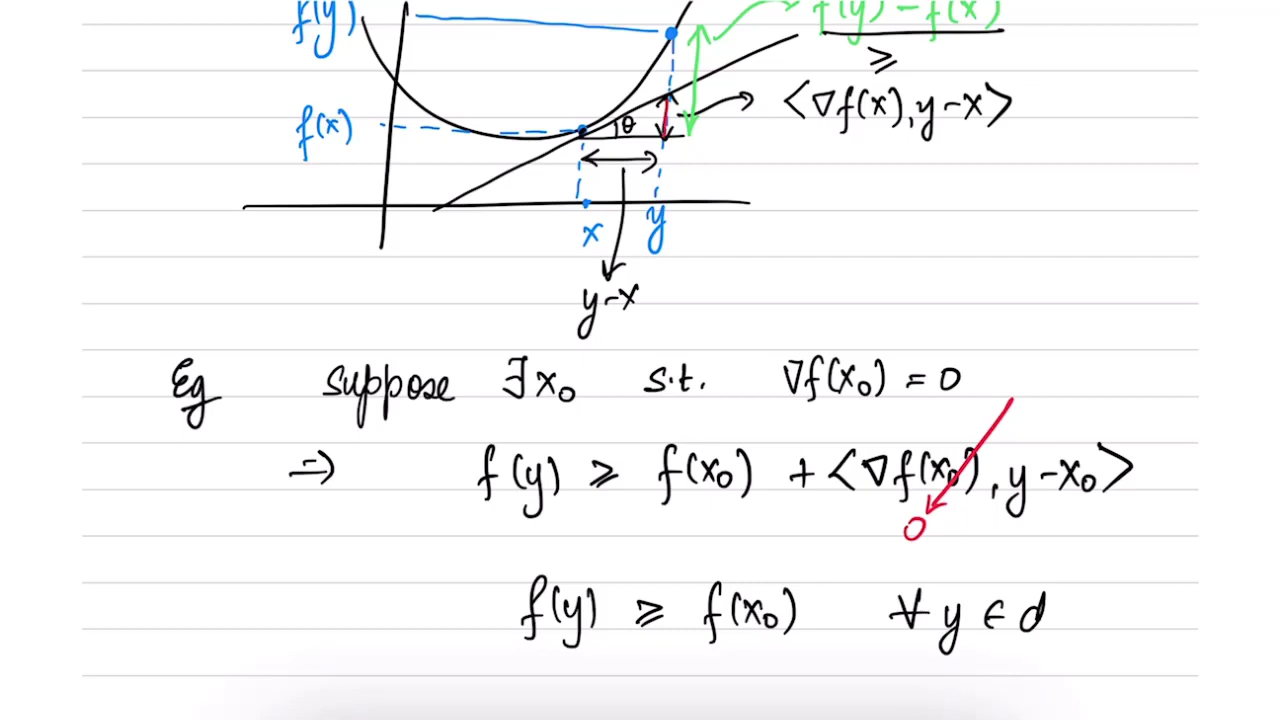 f(y)
f(y) - f(x)
≥
f(x)
θ
<∇f(x), y-x>
x
y
y-x
Eg suppose ∃ x₀ s.t. ∇f(x₀) = 0
⇒ f(y) ≥ f(x₀) + <∇f(x₀), y-x₀>
0
f(y) ≥ f(x₀) ∀ y ∈ d